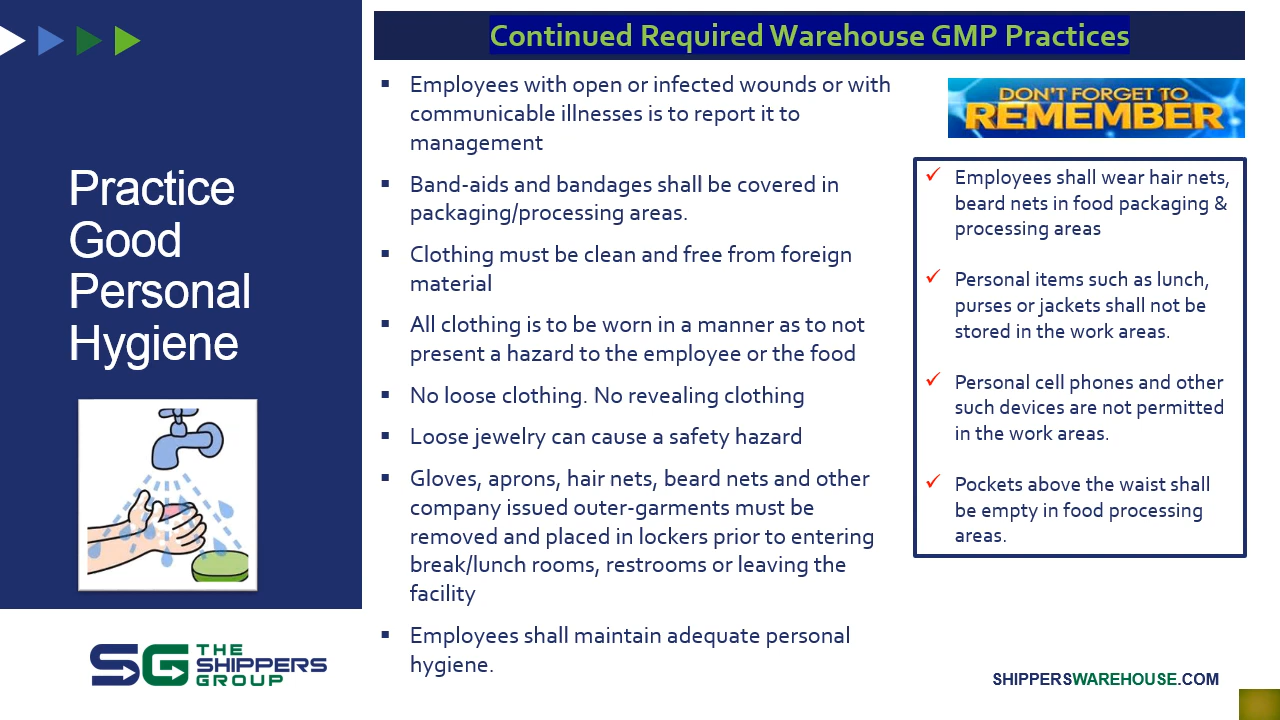 Practice
Good
Personal
Hygiene
Continued Required Warehouse GMP Practices
▪ Employees with open or infected wounds or with
communicable illnesses is to report it to
management
▪ Band-aids and bandages shall be covered in
packaging/processing areas.
▪ Clothing must be clean and free from foreign
material
▪ All clothing is to be worn in a manner as to not
present a hazard to the employee or the food
▪ No loose clothing. No revealing clothing
▪ Loose jewelry can cause a safety hazard
▪ Gloves, aprons, hair nets, beard nets and other
company issued outer-garments must be
removed and placed in lockers prior to entering
break/lunch rooms, restrooms or leaving the
facility
▪ Employees shall maintain adequate personal
hygiene.
DON'T FORGET TO
REMEMBER
✓ Employees shall wear hair nets,
beard nets in food packaging &
processing areas
✓ Personal items such as lunch,
purses or jackets shall not be
stored in the work areas.
✓ Personal cell phones and other
such devices are not permitted
in the work areas.
✓ Pockets above the waist shall
be empty in food processing
areas.
SG THE
SHIPPERS
GROUP
SHIPPERSWAREHOUSE.COM